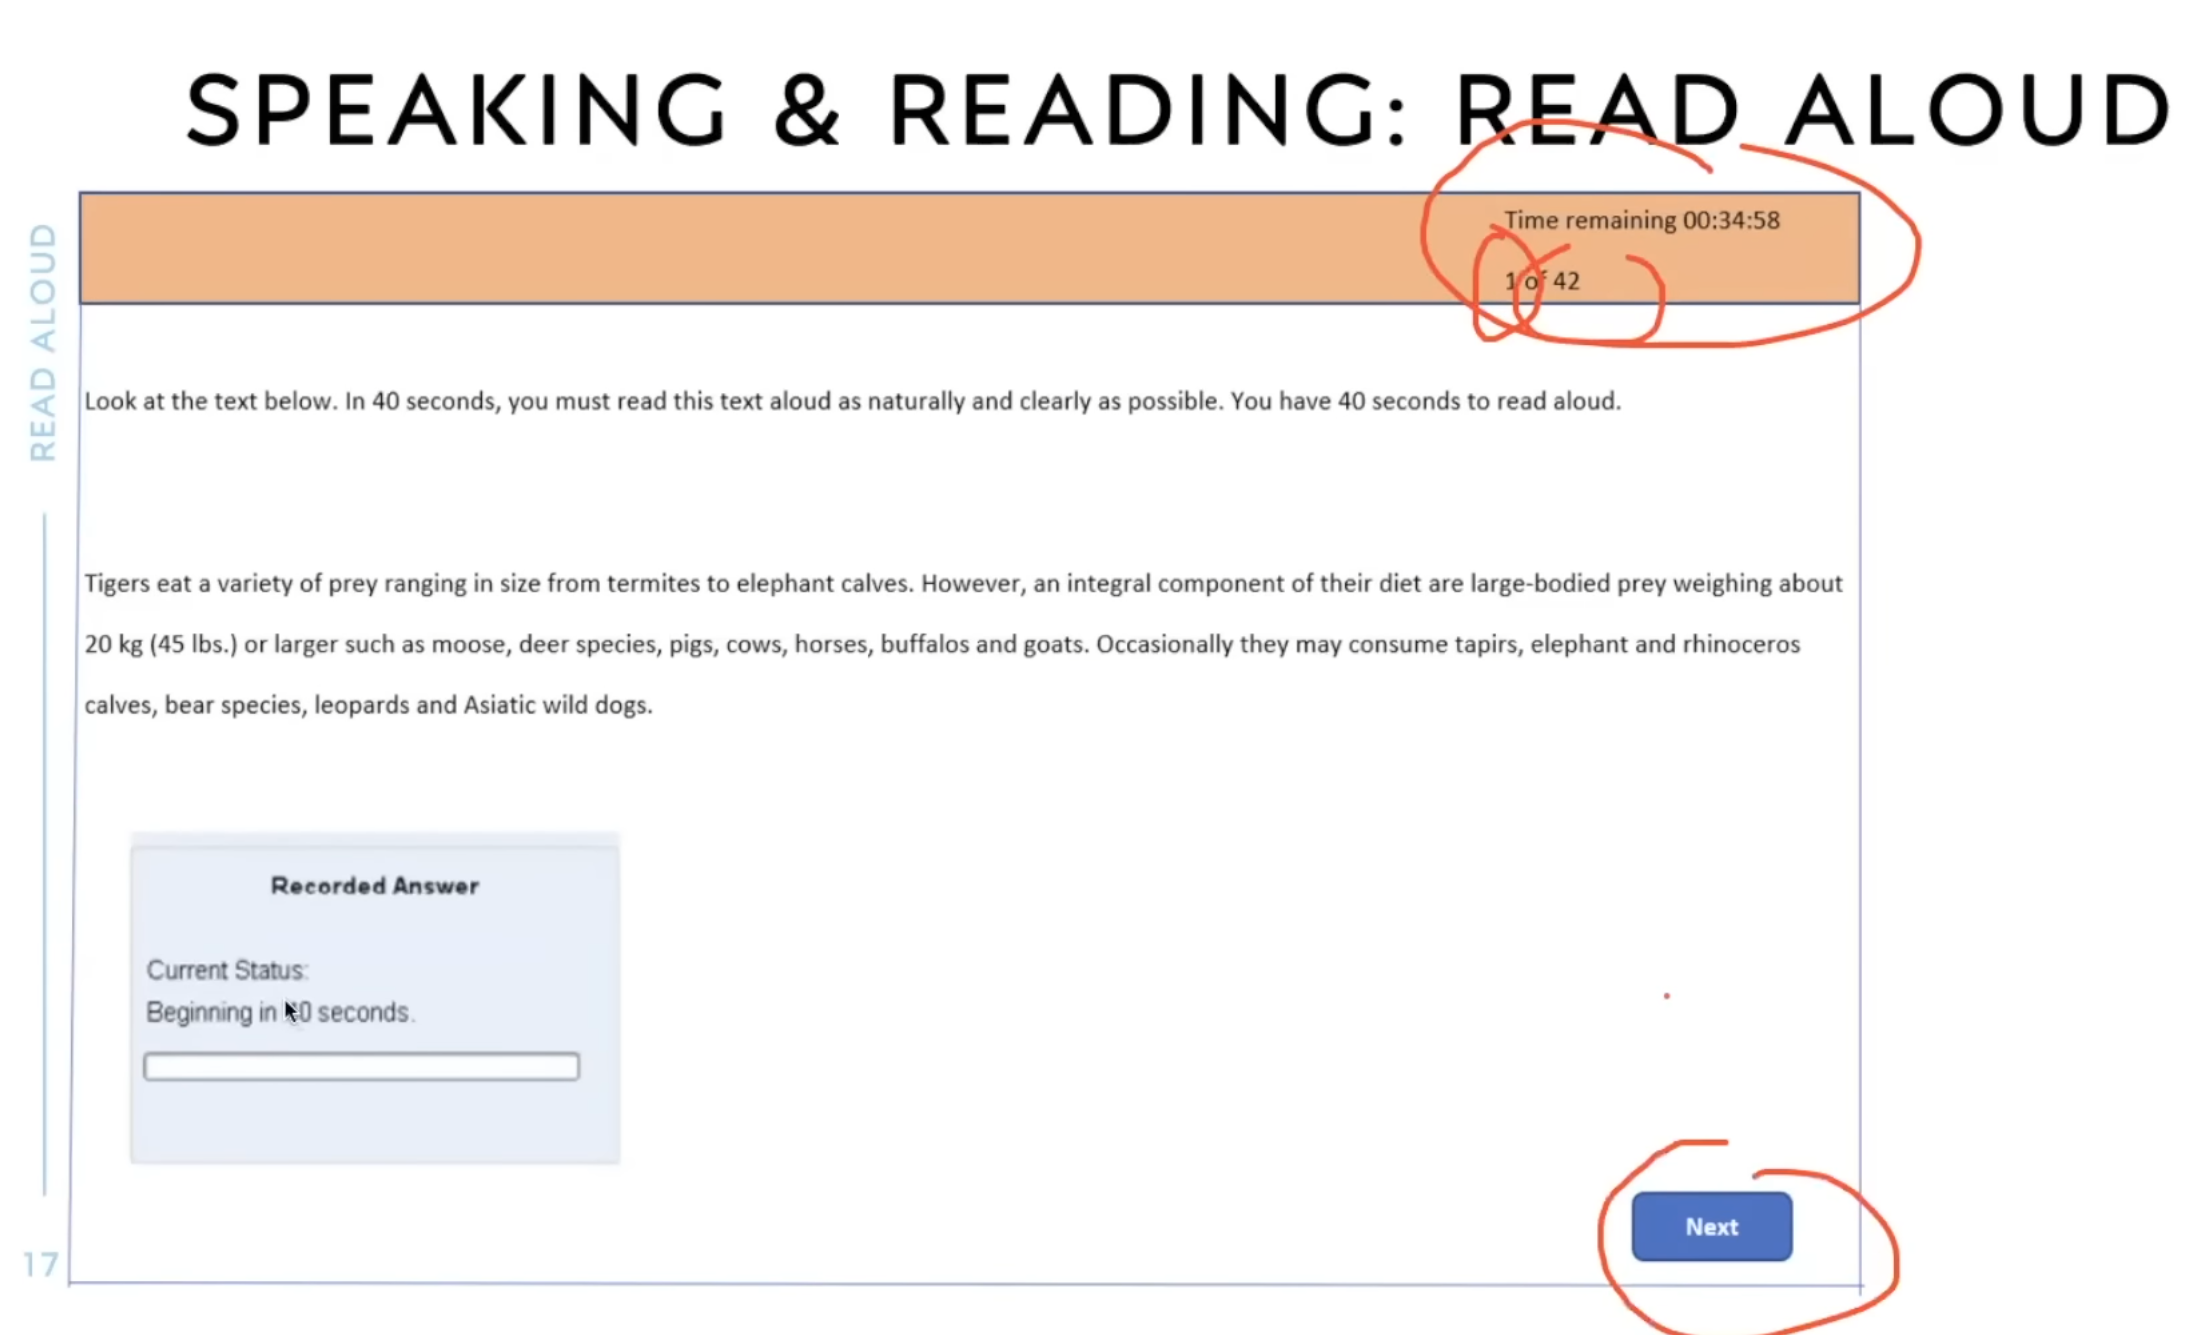 SPEAKING & READING: READ ALOUD
READ ALOUD
Time remaining 00:34:58
1 of 42
Look at the text below. In 40 seconds, you must read this text aloud as naturally and clearly as possible. You have 40 seconds to read aloud.
Tigers eat a variety of prey ranging in size from termites to elephant calves. However, an integral component of their diet are large-bodied prey weighing about
20 kg (45 lbs.) or larger such as moose, deer species, pigs, cows, horses, buffalos and goats. Occasionally they may consume tapirs, elephant and rhinoceros
calves, bear species, leopards and Asiatic wild dogs.
Recorded Answer
Current Status:
Beginning in seconds.
Next
17